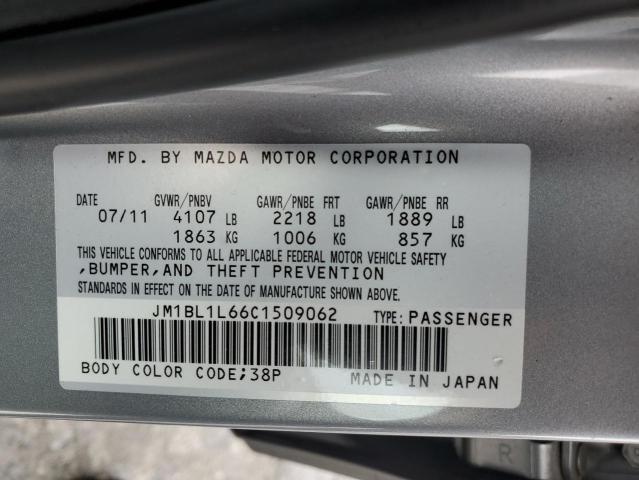 MFD. BY MAZDA MOTOR CORPORATION
DATE GVWR/PNBV GAWR/PNBE FRT GAWR/PNBE RR
07/11 4107 LB 2218 LB 1889 LB
1863 KG 1006 KG 857 KG
THIS VEHICLE CONFORMS TO ALL APPLICABLE FEDERAL MOTOR VEHICLE SAFETY
,BUMPER,AND THEFT PREVENTION
STANDARDS IN EFFECT ON THE DATE OF MANUFACTURE SHOWN ABOVE.
JM1BL1L66C1509062 TYPE: PASSENGER
BODY COLOR CODE;38P MADE IN JAPAN
R